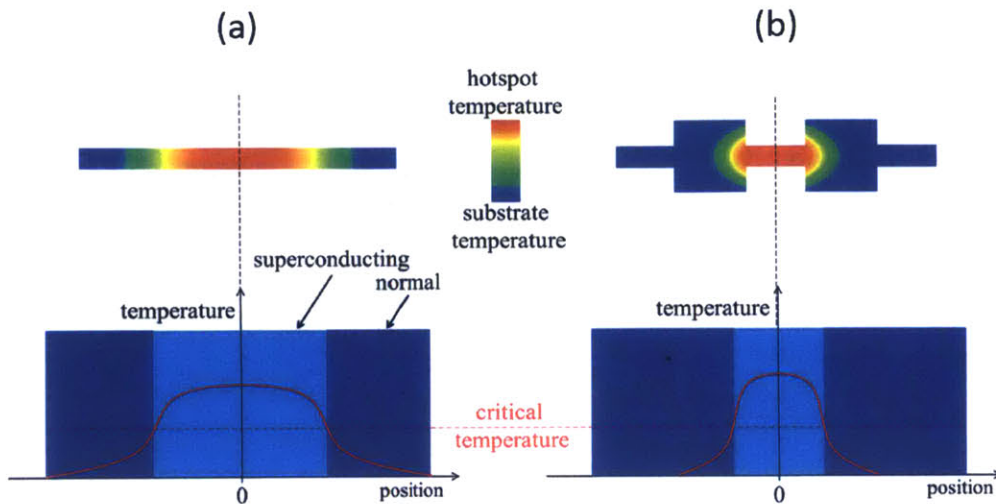 (a)
(b)
hotspot
temperature
substrate
temperature
superconducting
normal
temperature
temperature
critical
temperature
0
position
0
position